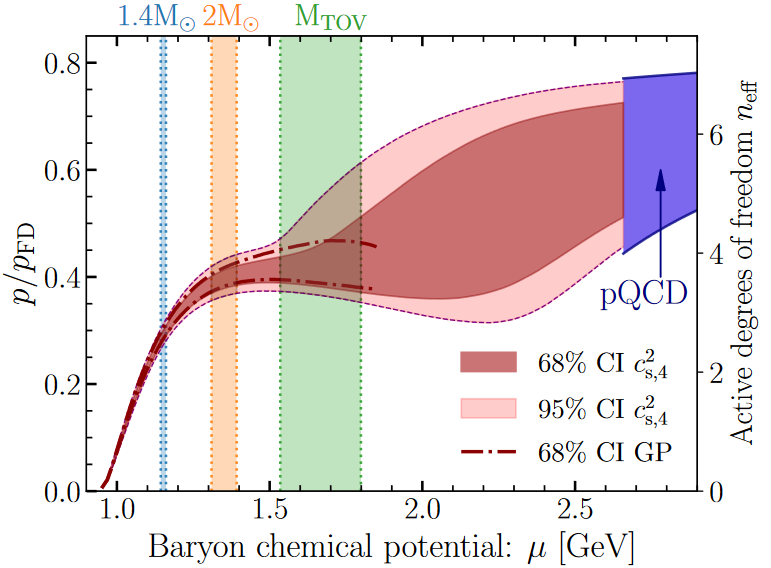 1.4M⊙ 2M⊙ M_TOV
0.8
0.6
0.4
0.2
0.0
p/p_FD
1.0 1.5 2.0 2.5
Baryon chemical potential: μ [GeV]
6
4
2
0
Active degrees of freedom n_eff
pQCD
68% CI c²_s,4
95% CI c²_s,4
68% CI GP